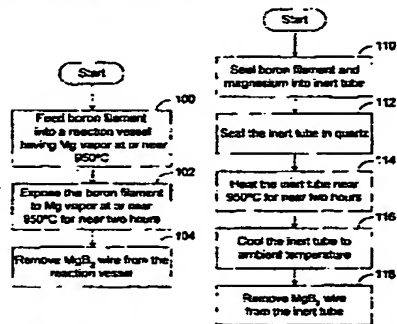 Start
100
Feed boron filament
into a reaction vessel
having Mg vapor at or near
950°C
102
Expose the boron filament
to Mg vapor at or near
950°C for near two hours
104
Remove MgB₂ wire from the
reaction vessel
Start
110
Seal boron filament and
magnesium into inert tube
112
Seal the inert tube in quartz
114
Heat the inert tube near
950°C for near two hours
116
Cool the inert tube to
ambient temperature
118
Remove MgB₂ wire
from the inert tube